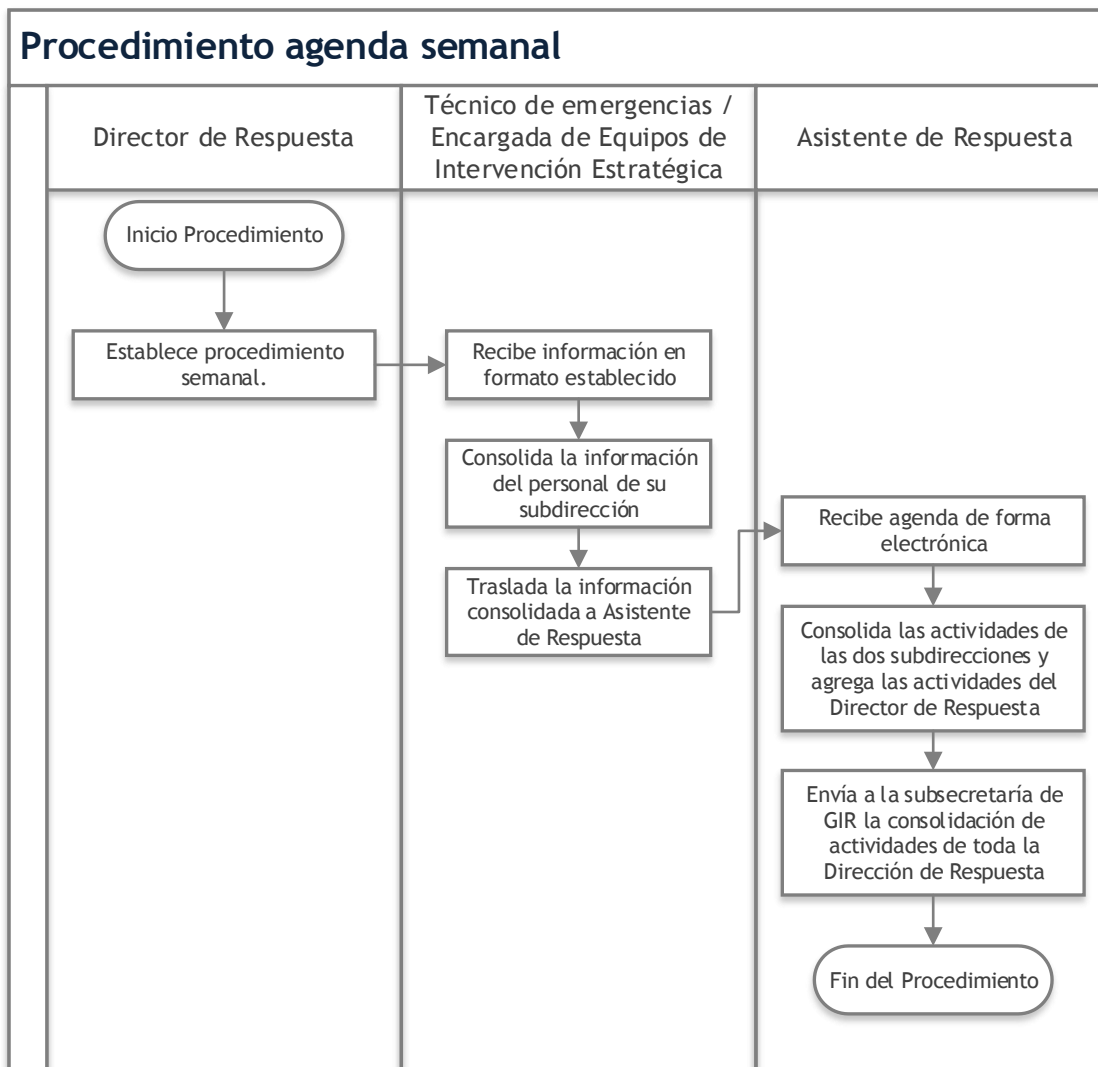 Procedimiento agenda semanal
Director de Respuesta
Técnico de emergencias /
Encargada de Equipos de
Intervención Estratégica
Asistente de Respuesta
Inicio Procedimiento
Establece procedimiento
semanal.
Recibe información en
formato establecido
Consolida la información
del personal de su
subdirección
Traslada la información
consolidada a Asistente
de Respuesta
Recibe agenda de forma
electrónica
Consolida las actividades de
las dos subdirecciones y
agrega las actividades del
Director de Respuesta
Envía a la subsecretaría de
GIR la consolidación de
actividades de toda la
Dirección de Respuesta
Fin del Procedimiento